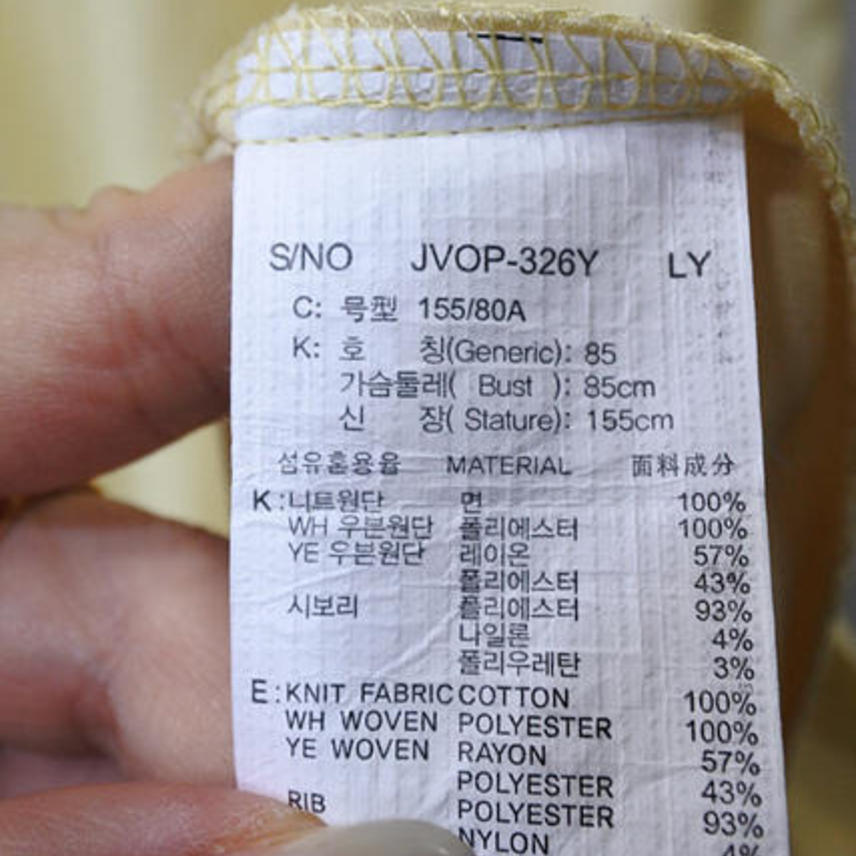 S/NO JVOP-326Y LY
C: 号型 155/80A
K: 호 칭(Generic): 85
가슴둘레( Bust ): 85cm
신 장( Stature): 155cm
섬유혼용율 MATERIAL 面料成分
K:니트원단 면 100%
WH 우븐원단 폴리에스터 100%
YE 우븐원단 레이온 57%
폴리에스터 43%
시보리 폴리에스터 93%
나일론 4%
폴리우레탄 3%
E:KNIT FABRIC COTTON 100%
WH WOVEN POLYESTER 100%
YE WOVEN RAYON 57%
POLYESTER 43%
RIB POLYESTER 93%
NYLON 4%